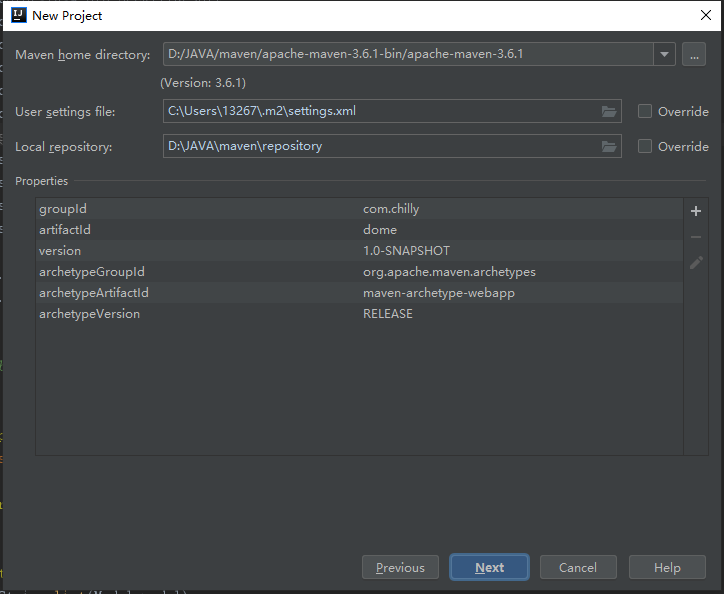 New Project
Maven home directory: D:/JAVA/maven/apache-maven-3.6.1-bin/apache-maven-3.6.1 ...
(Version: 3.6.1)
User settings file: C:\Users\13267\.m2\settings.xml Override
Local repository: D:\JAVA\maven\repository Override
Properties
groupId com.chilly
artifactId dome
version 1.0-SNAPSHOT
archetypeGroupId org.apache.maven.archetypes
archetypeArtifactId maven-archetype-webapp
archetypeVersion RELEASE
Previous Next Cancel Help